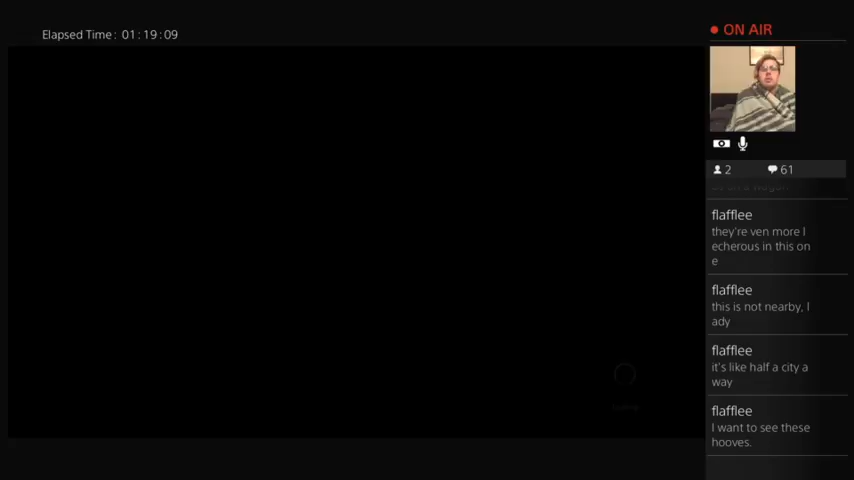 Elapsed Time: 01:19:09
ON AIR
2
61
flafflee
they're ven more l
echerous in this on
e
flafflee
this is not nearby, l
ady
flafflee
it's like half a city a
way
flafflee
I want to see these
hooves.